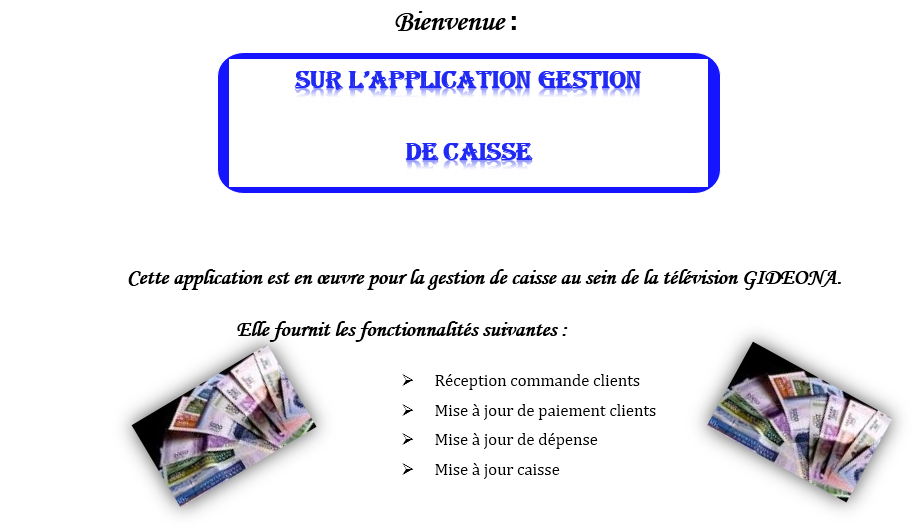 Bienvenue :
SUR L'APPLICATION GESTION
DE CAISSE
Cette application est en œuvre pour la gestion de caisse au sein de la télévision GIDEONA.
Elle fournit les fonctionnalités suivantes :
➢ Réception commande clients
➢ Mise à jour de paiement clients
➢ Mise à jour de dépense
➢ Mise à jour caisse